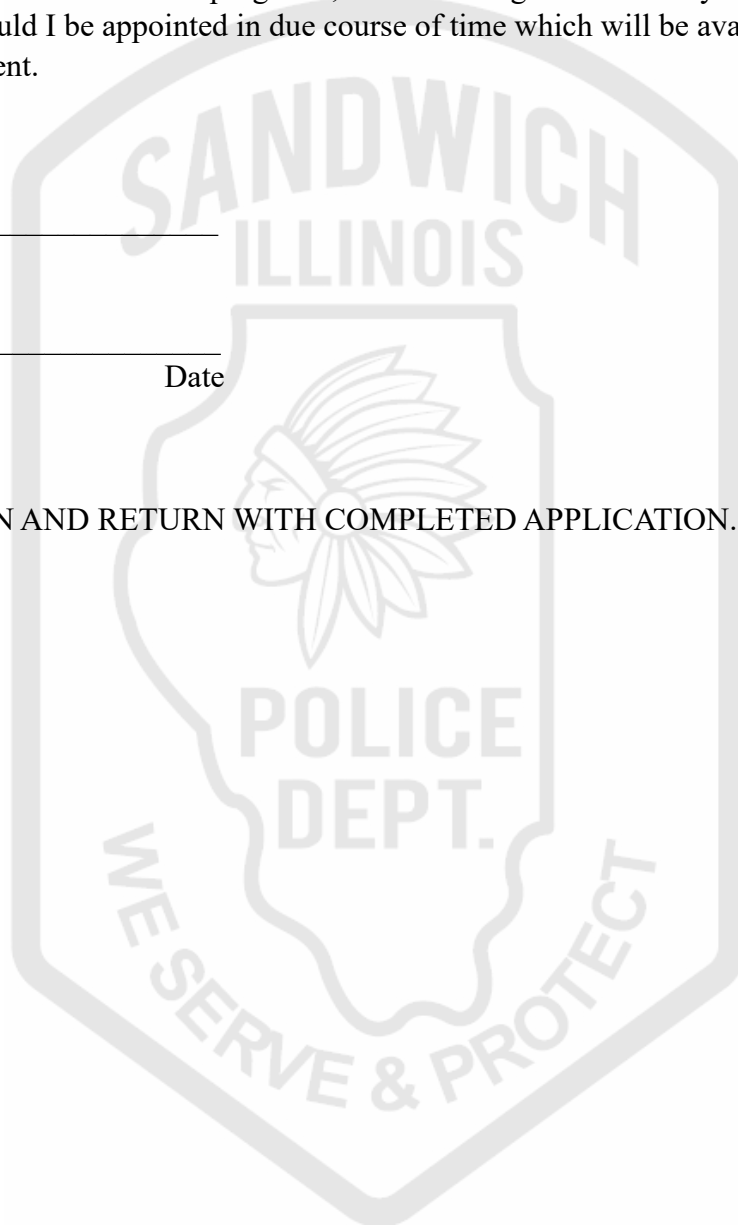 uld I be appointed in due course of time which will be ava
ent.
SANDWICH
ILLINOIS
Date
N AND RETURN WITH COMPLETED APPLICATION.
POLICE
DEPT.
WE SERVE & PROTECT